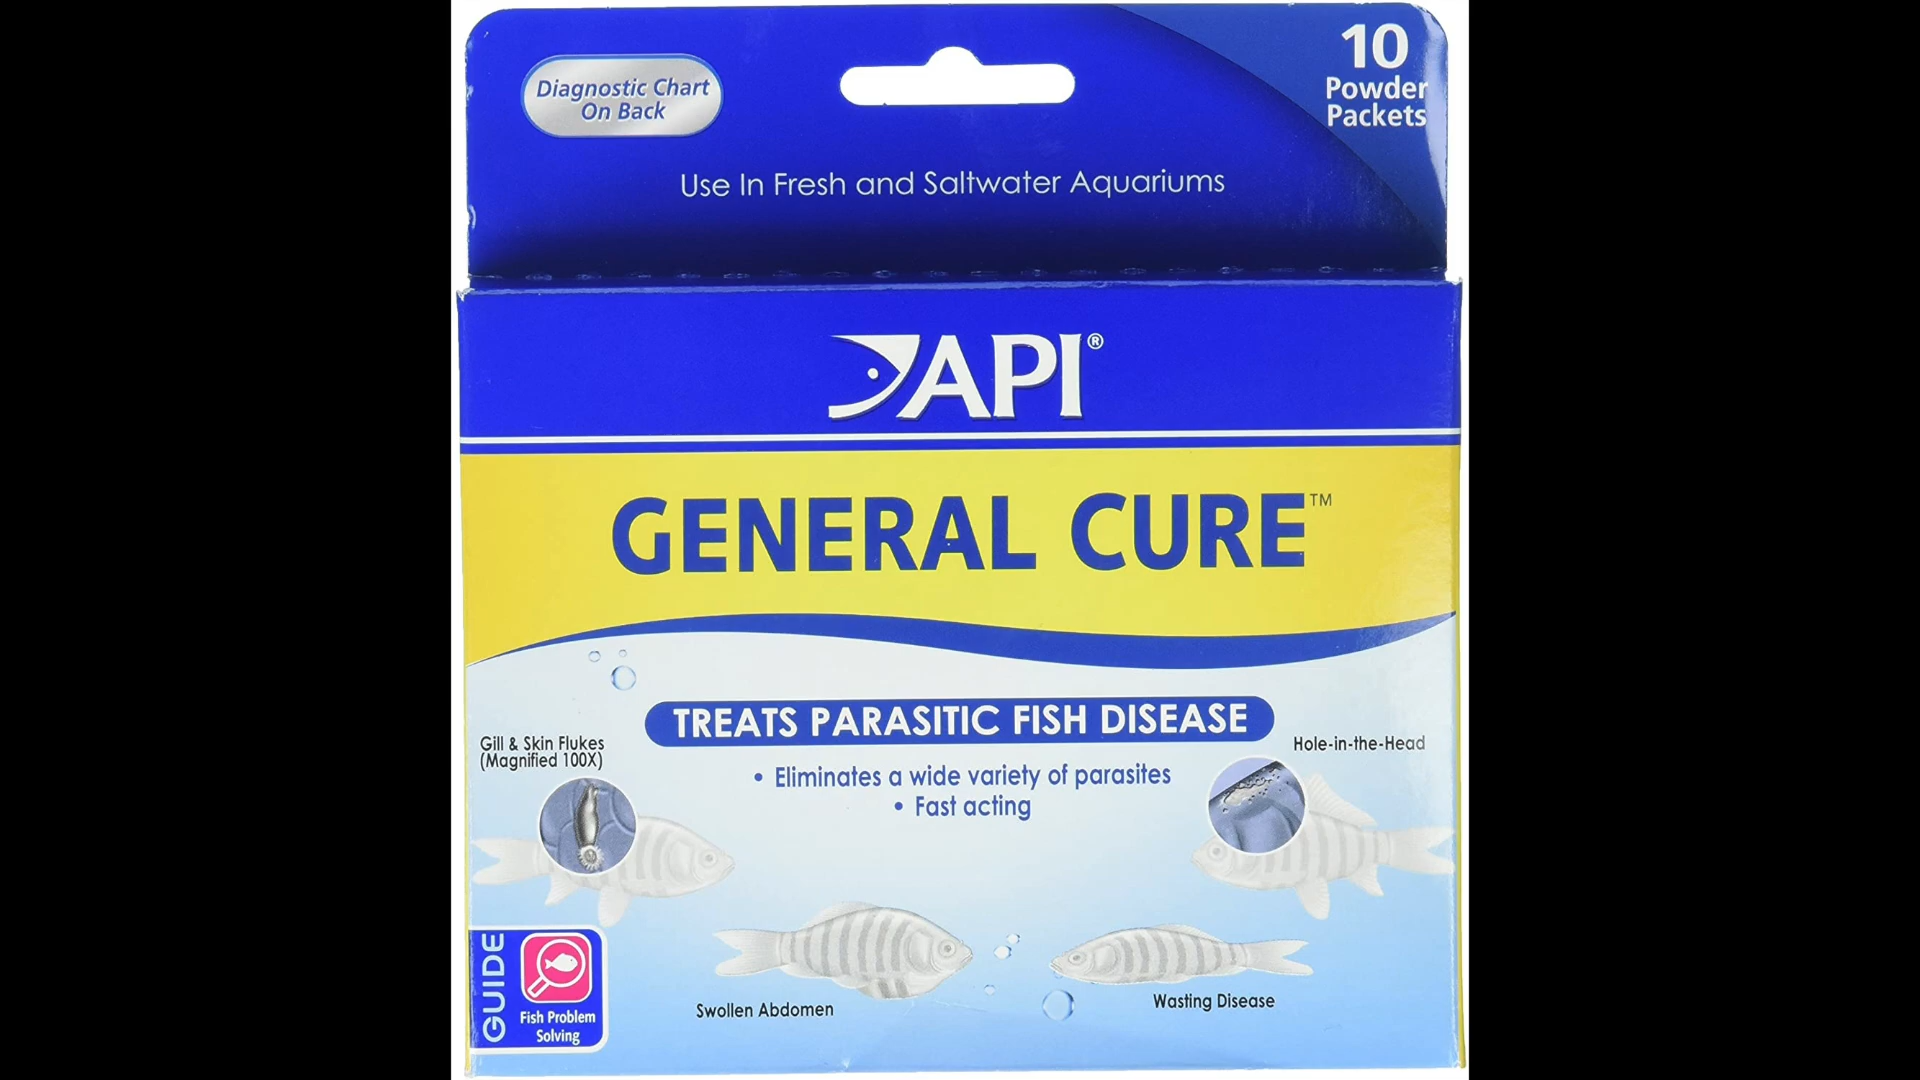 Diagnostic Chart
On Back
10
Powder
Packets
Use In Fresh and Saltwater Aquariums
API®
GENERAL CURE™
TREATS PARASITIC FISH DISEASE
• Eliminates a wide variety of parasites
• Fast acting
Gill & Skin Flukes
(Magnified 100X)
Hole-in-the-Head
Swollen Abdomen
Wasting Disease
GUIDE
Fish Problem
Solving